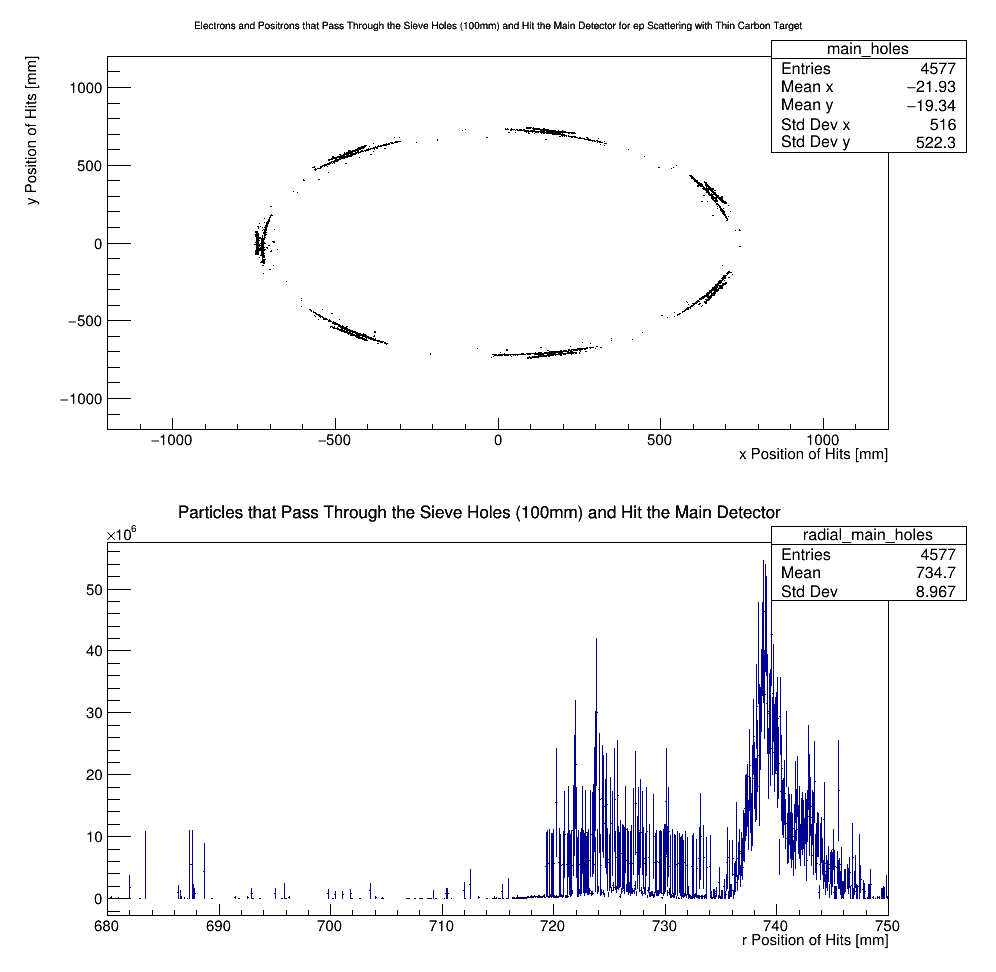 Electrons and Positrons that Pass Through the Sieve Holes (100mm) and Hit the Main Detector for ep Scattering with Thin Carbon Target
main_holes
Entries 4577
Mean x −21.93
Mean y −19.34
Std Dev x 516
Std Dev y 522.3
y Position of Hits [mm]
1000
500
0
−500
−1000
−1000 −500 0 500 1000
x Position of Hits [mm]
Particles that Pass Through the Sieve Holes (100mm) and Hit the Main Detector
×10⁶
radial_main_holes
Entries 4577
Mean 734.7
Std Dev 8.967
50
40
30
20
10
0
680 690 700 710 720 730 740 750
r Position of Hits [mm]